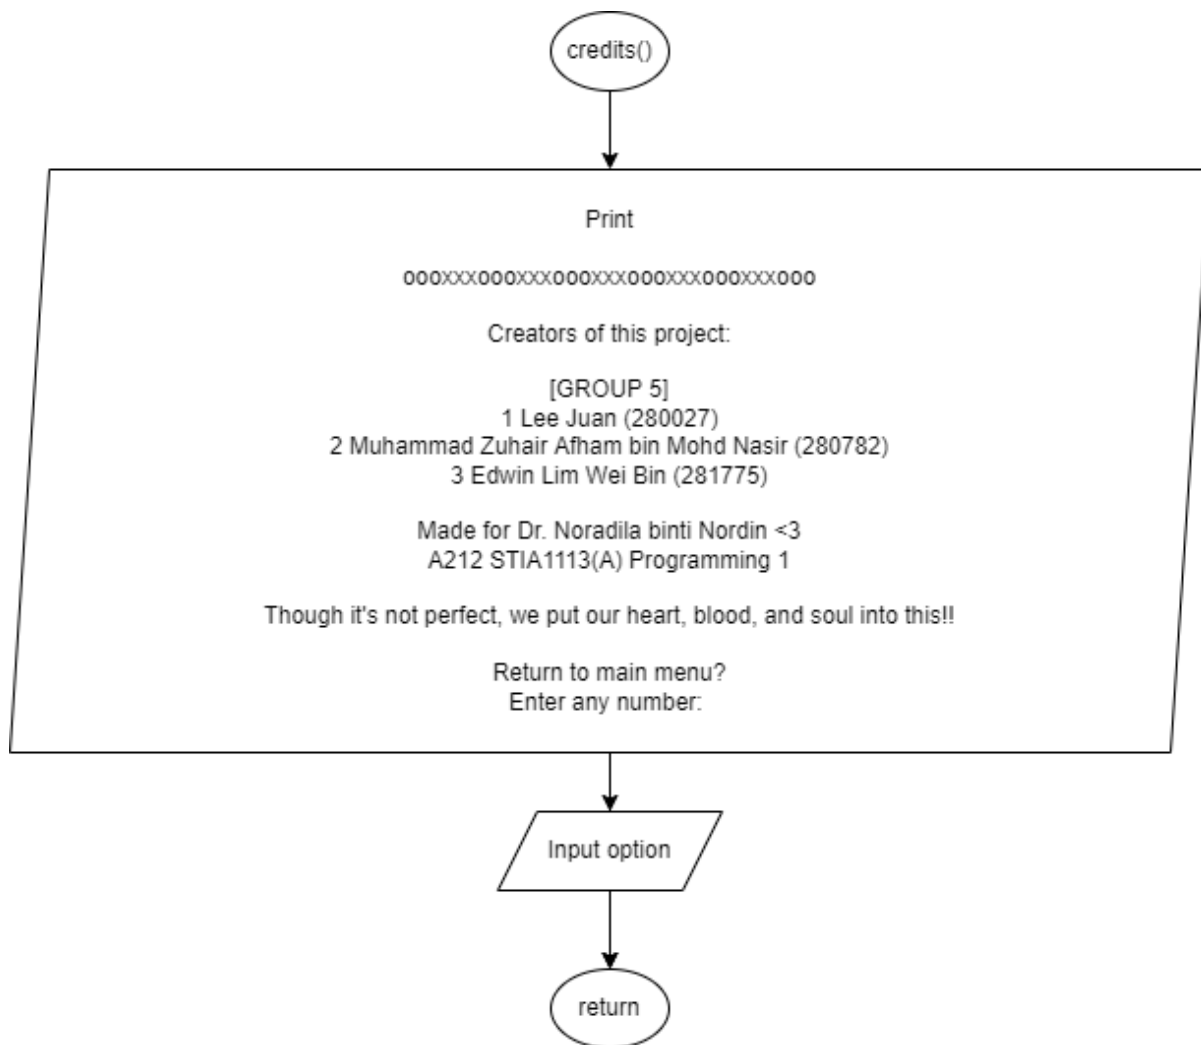 credits()
Print
oooxxxoooxxxoooxxxoooxxxoooxxxooo
Creators of this project:
[GROUP 5]
1 Lee Juan (280027)
2 Muhammad Zuhair Afham bin Mohd Nasir (280782)
3 Edwin Lim Wei Bin (281775)
Made for Dr. Noradila binti Nordin <3
A212 STIA1113(A) Programming 1
Though it's not perfect, we put our heart, blood, and soul into this!!
Return to main menu?
Enter any number:
Input option
return